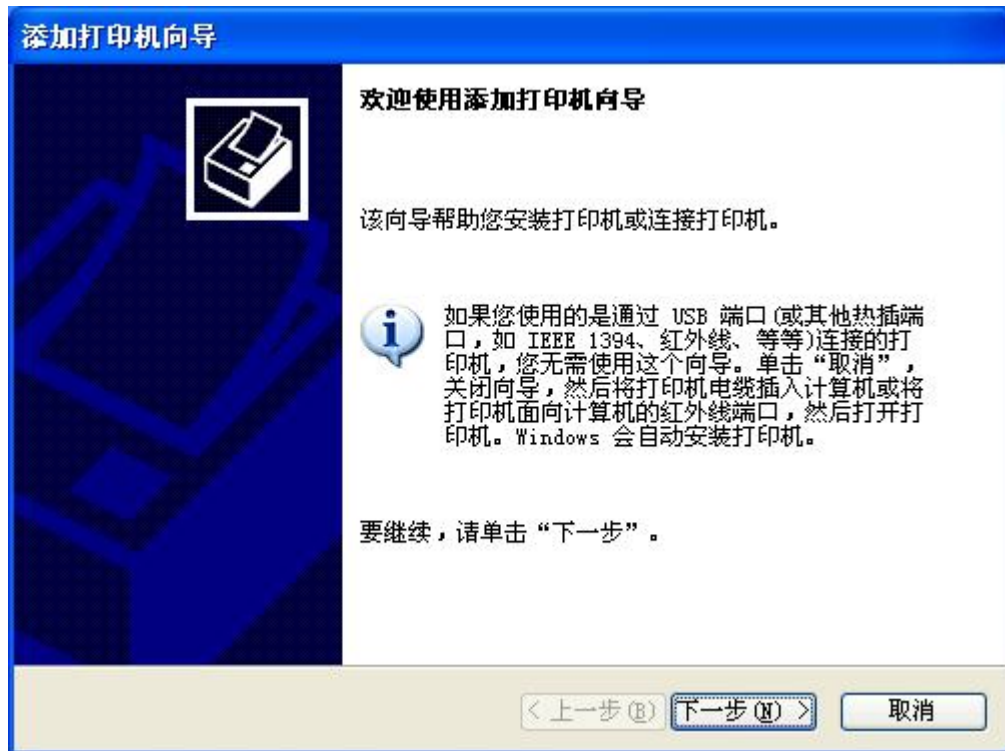 添加打印机向导
欢迎使用添加打印机向导
该向导帮助您安装打印机或连接打印机。
如果您使用的是通过 USB 端口(或其他热插端
口，如 IEEE 1394、红外线、等等)连接的打
印机，您无需使用这个向导。单击“取消”，
关闭向导，然后将打印机电缆插入计算机或将
打印机面向计算机的红外线端口，然后打开打
印机。Windows 会自动安装打印机。
要继续，请单击“下一步”。
< 上一步(B) 下一步(N) > 取消